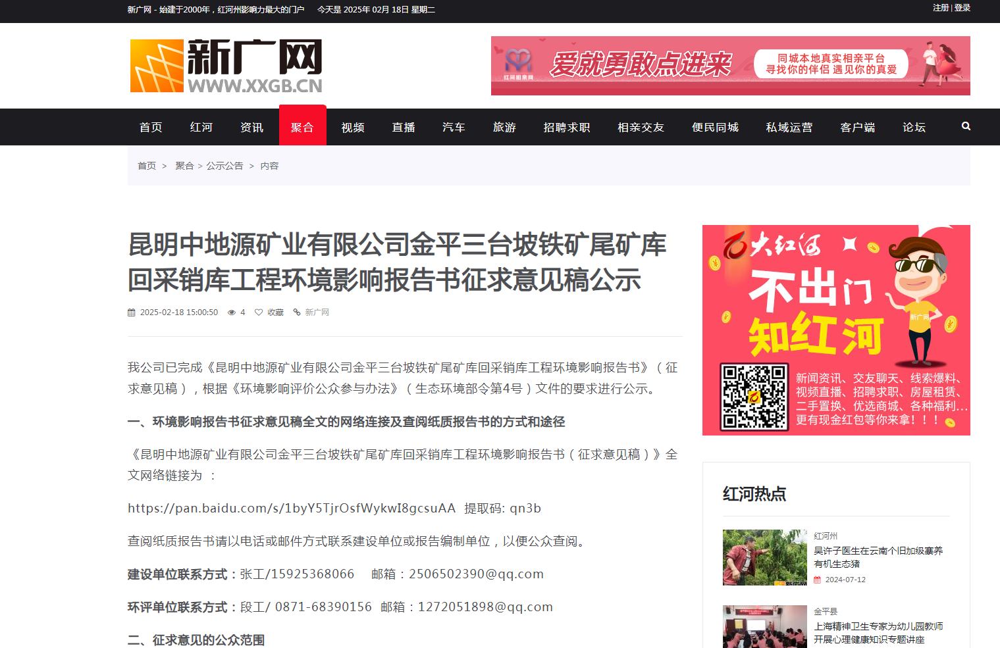 新广网 - 始建于2000年，红河州影响力最大的门户 今天是 2025年 02月 18日 星期二
注册 | 登录
新广网
WWW.XXGB.CN
红河相亲网
爱就勇敢点进来
同城本地真实相亲平台
寻找你的伴侣 遇见你的真爱
首页 红河 资讯 聚合 视频 直播 汽车 旅游 招聘求职 相亲交友 便民同城 私域运营 客户端 论坛
首页 > 聚合 > 公示公告 > 内容
昆明中地源矿业有限公司金平三台坡铁矿尾矿库
回采销库工程环境影响报告书征求意见稿公示
2025-02-18 15:00:50 4 收藏 新广网
我公司已完成《昆明中地源矿业有限公司金平三台坡铁矿尾矿库回采销库工程环境影响报告书》（征
求意见稿），根据《环境影响评价公众参与办法》（生态环境部令第4号）文件的要求进行公示。
一、环境影响报告书征求意见稿全文的网络连接及查阅纸质报告书的方式和途径
《昆明中地源矿业有限公司金平三台坡铁矿尾矿库回采销库工程环境影响报告书（征求意见稿）》全
文网络链接为 ：
https://pan.baidu.com/s/1byY5TjrOsfWykwI8gcsuAA 提取码: qn3b
查阅纸质报告书请以电话或邮件方式联系建设单位或报告编制单位，以便公众查阅。
建设单位联系方式：张工/15925368066 邮箱：2506502390@qq.com
环评单位联系方式：段工/ 0871-68390156 邮箱：1272051898@qq.com
二、征求意见的公众范围
大红河
不出门
知红河
新广网
新闻资讯、交友聊天、线索爆料、
视频直播、招聘求职、房屋租赁、
二手置换、优选商城、各种福利...
更有现金红包等你来拿！！！
红河热点
红河州
吴许子医生在云南个旧加级寨养
有机生态猪
2024-07-12
新广网
金平县
上海精神卫生专家为幼儿园教师
开展心理健康知识专题讲座